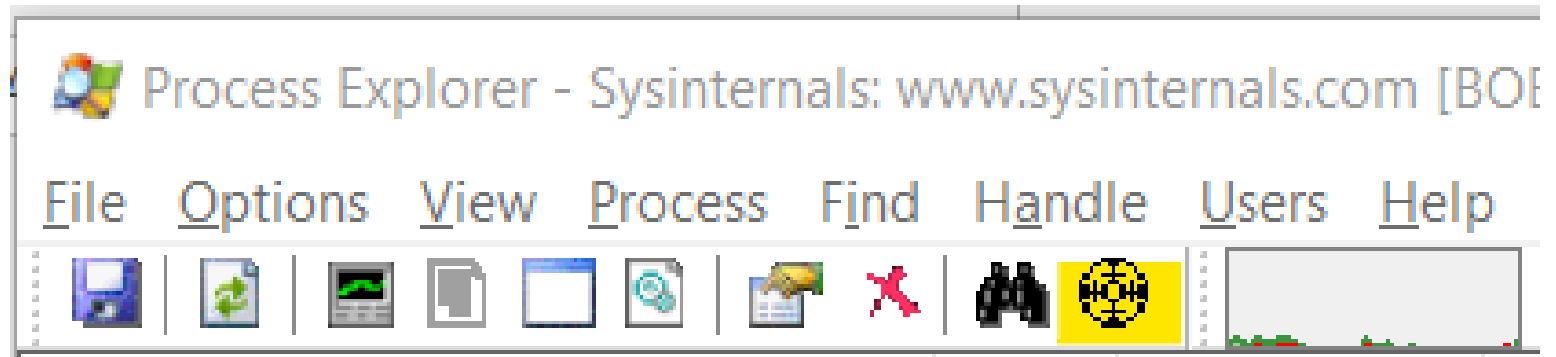 Process Explorer - Sysinternals: www.sysinternals.com
File Options View Process Find Handle Users Help